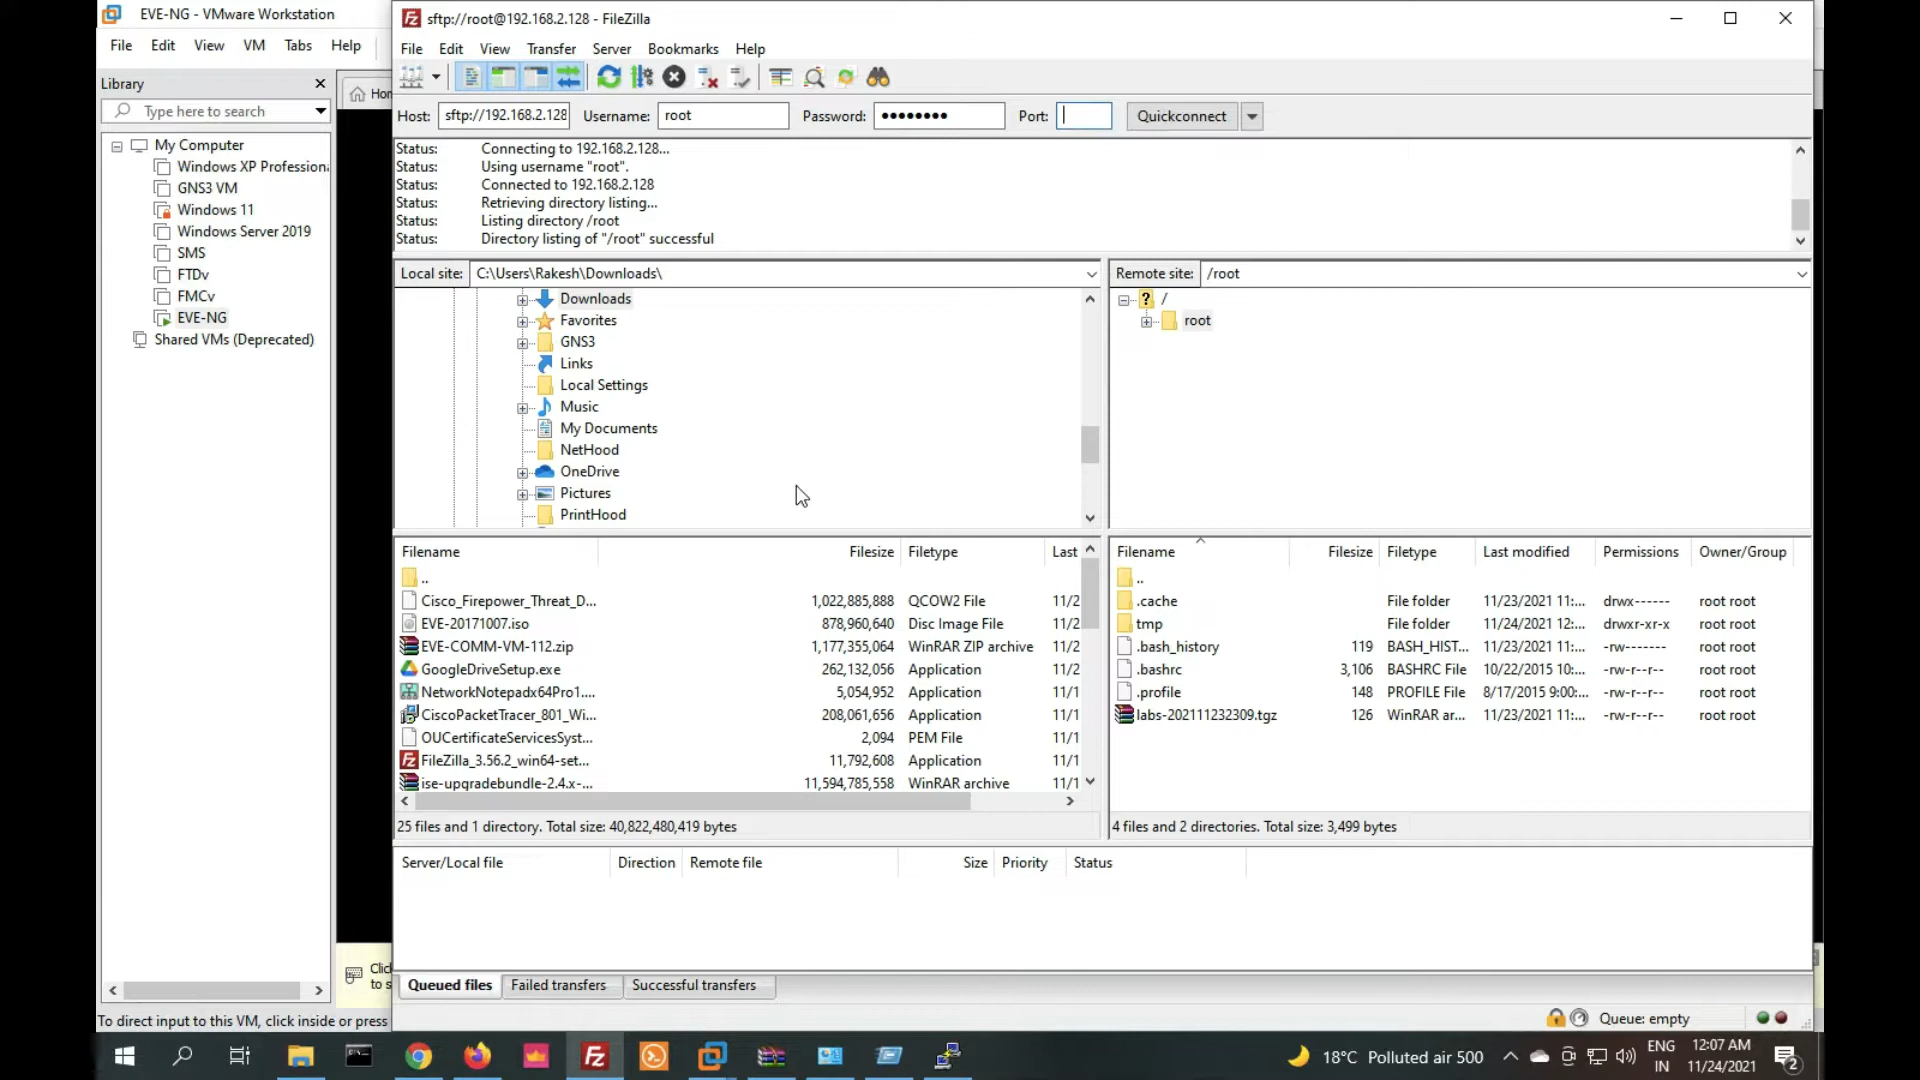 EVE-NG - VMware Workstation
File Edit View VM Tabs Help
Library
Type here to search
My Computer
Windows XP Professiona
GNS3 VM
Windows 11
Windows Server 2019
SMS
FTDv
FMCv
EVE-NG
Shared VMs (Deprecated)
To direct input to this VM, click inside or press
sftp://root@192.168.2.128 - FileZilla
File Edit View Transfer Server Bookmarks Help
Host: sftp://192.168.2.128 Username: root Password: ●●●●●●●● Port: Quickconnect
Status: Connecting to 192.168.2.128...
Status: Using username "root".
Status: Connected to 192.168.2.128
Status: Retrieving directory listing...
Status: Listing directory /root
Status: Directory listing of "/root" successful
Local site: C:\Users\Rakesh\Downloads\
Downloads
Favorites
GNS3
Links
Local Settings
Music
My Documents
NetHood
OneDrive
Pictures
PrintHood
Remote site: /root
/
root
Filename Filesize Filetype Last
..
Cisco_Firepower_Threat_D... 1,022,885,888 QCOW2 File 11/2
EVE-20171007.iso 878,960,640 Disc Image File 11/2
EVE-COMM-VM-112.zip 1,177,355,064 WinRAR ZIP archive 11/2
GoogleDriveSetup.exe 262,132,056 Application 11/2
NetworkNotepadx64Pro1.... 5,054,952 Application 11/1
CiscoPacketTracer_801_Wi... 208,061,656 Application 11/1
OUCertificateServicesSyst... 2,094 PEM File 11/1
FileZilla_3.56.2_win64-set... 11,792,608 Application 11/1
ise-upgradebundle-2.4.x-... 11,594,785,558 WinRAR archive 11/1
25 files and 1 directory. Total size: 40,822,480,419 bytes
Filename Filesize Filetype Last modified Permissions Owner/Group
..
.cache File folder 11/23/2021 11:... drwx------ root root
tmp File folder 11/24/2021 12:... drwxr-xr-x root root
.bash_history 119 BASH_HIST... 11/23/2021 11:... -rw------- root root
.bashrc 3,106 BASHRC File 10/22/2015 10:... -rw-r--r-- root root
.profile 148 PROFILE File 8/17/2015 9:00:... -rw-r--r-- root root
labs-202111232309.tgz 126 WinRAR ar... 11/23/2021 11:... -rw-r--r-- root root
4 files and 2 directories. Total size: 3,499 bytes
Server/Local file Direction Remote file Size Priority Status
Queued files Failed transfers Successful transfers
Queue: empty
18°C Polluted air 500
ENG
IN
12:07 AM
11/24/2021
2